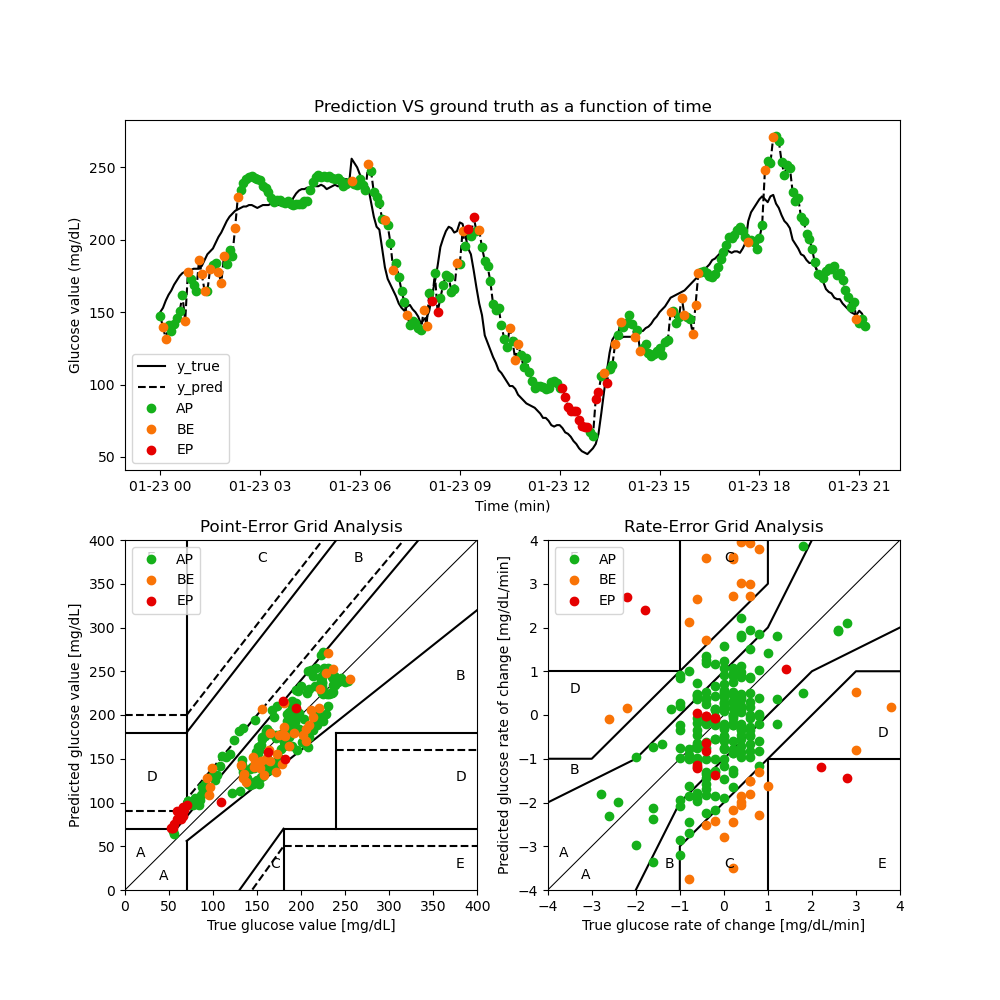 Prediction VS ground truth as a function of time
Glucose value (mg/dL)
250
200
150
100
50
y_true
y_pred
AP
BE
EP
01-23 00 01-23 03 01-23 06 01-23 09 01-23 12 01-23 15 01-23 18 01-23 21
Time (min)
Point-Error Grid Analysis
Predicted glucose value [mg/dL]
400
350
300
250
200
150
100
50
0
AP
BE
EP
C
B
B
D
D
A
A
C
E
0 50 100 150 200 250 300 350 400
True glucose value [mg/dL]
Rate-Error Grid Analysis
Predicted glucose rate of change [mg/dL/min]
4
3
2
1
0
−1
−2
−3
−4
AP
BE
EP
C
D
D
B
A
A
B
C
E
−4 −3 −2 −1 0 1 2 3 4
True glucose rate of change [mg/dL/min]